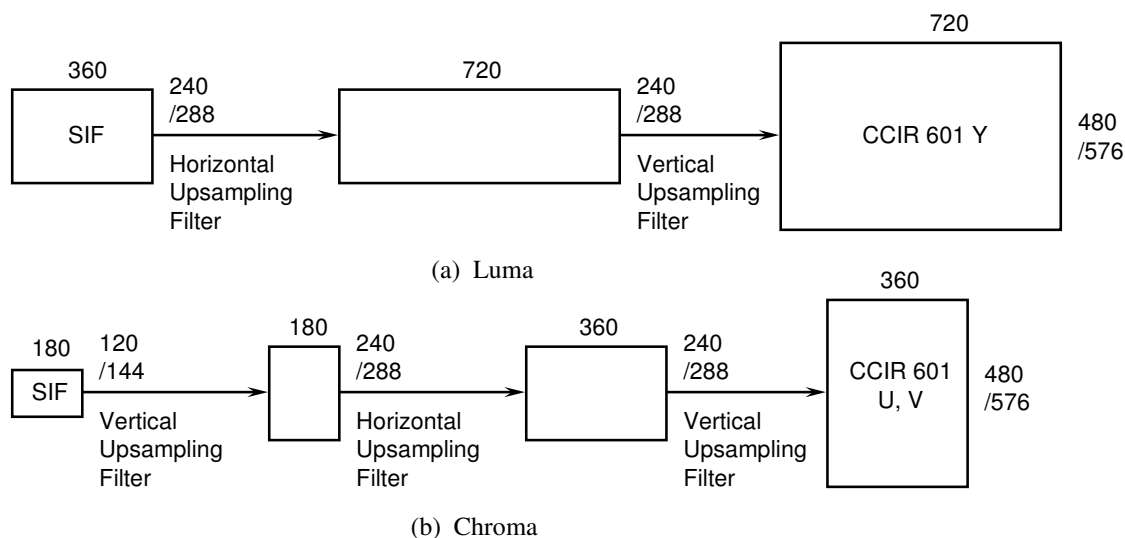 720
360
240
/288
720
240
/288
SIF
CCIR 601 Y
480
/576
Horizontal
Upsampling
Filter
Vertical
Upsampling
Filter
(a) Luma
360
180
120
/144
180
240
/288
360
240
/288
SIF
CCIR 601
U, V
480
/576
Vertical
Upsampling
Filter
Horizontal
Upsampling
Filter
Vertical
Upsampling
Filter
(b) Chroma